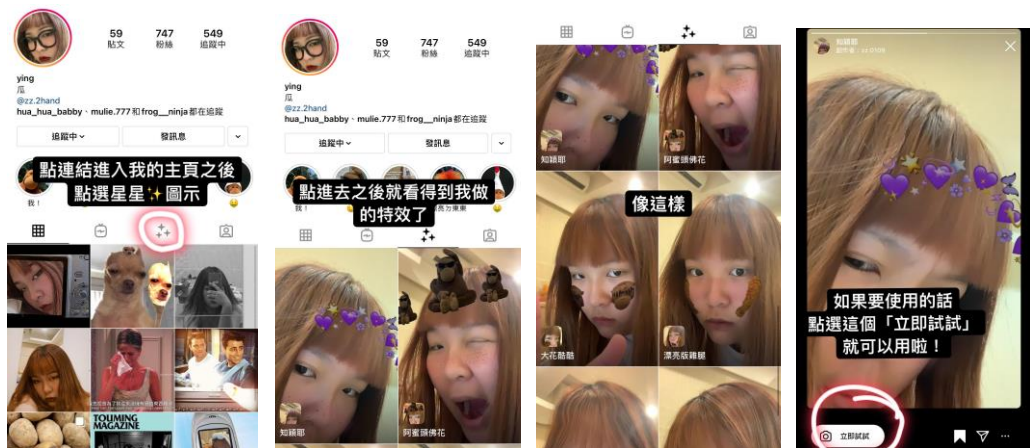 59
747
549
貼文
粉絲
追蹤中
ying
瓜
@zz.2hand
hua_hua_babby、mulie.777 和 frog__ninja 都在追蹤
追蹤中
發訊息
點連結進入我的主頁之後
點選星星✨圖示
我！
TOUMING
MAGAZINE
59
747
549
貼文
粉絲
追蹤中
ying
瓜
@zz.2hand
hua_hua_babby、mulie.777 和 frog__ninja 都在追蹤
追蹤中
發訊息
點進去之後就看得到我做
的特效了
我！
知穎耶
阿蜜頭佛花
知穎耶
阿蜜頭佛花
像這樣
大花酷酷
漂亮版雞腿
知穎耶
如果要使用的話
點選這個「立即試試」
就可以用啦！
立即試試